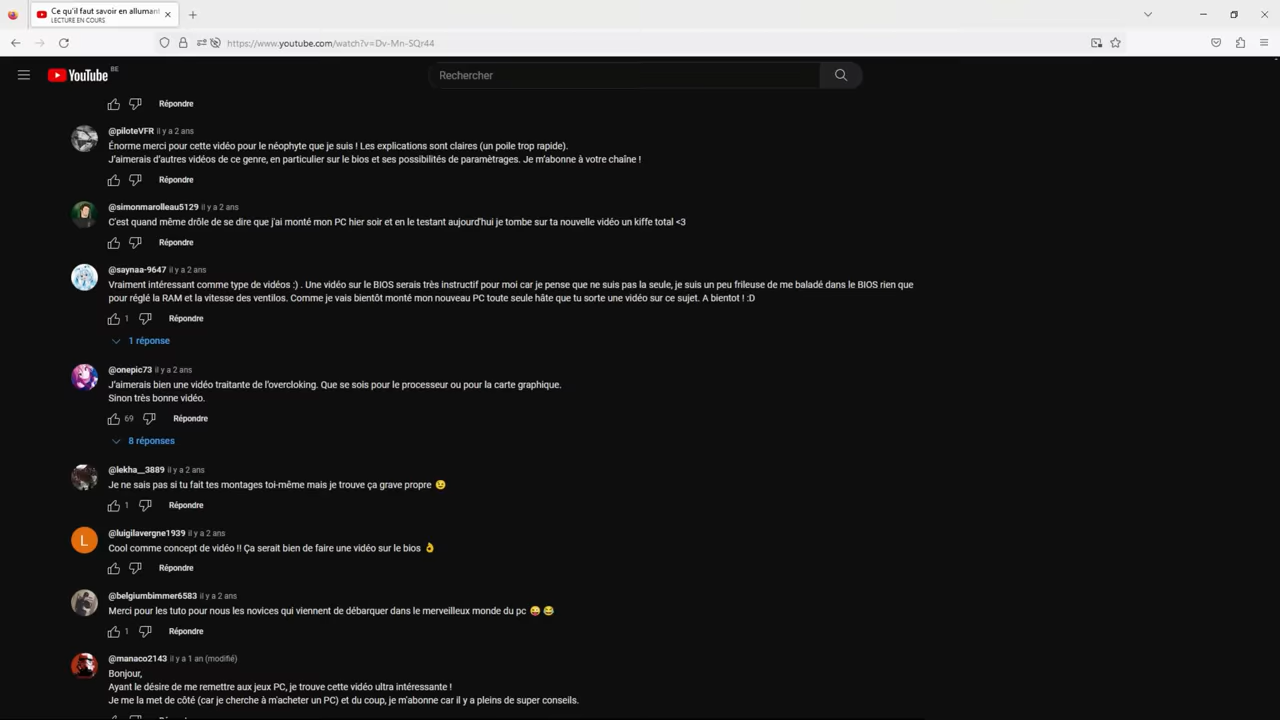 Ce qu'il faut savoir en allumant
LECTURE EN COURS
https://www.youtube.com/watch?v=Dv-Mn-SQr44
YouTube BE
Rechercher
Répondre
@piloteVFR il y a 2 ans
Énorme merci pour cette vidéo pour le néophyte que je suis ! Les explications sont claires (un poile trop rapide).
J'aimerais d'autres vidéos de ce genre, en particulier sur le bios et ses possibilités de paramètrages. Je m'abonne à votre chaîne !
Répondre
@simonmarolleau5129 il y a 2 ans
C'est quand même drôle de se dire que j'ai monté mon PC hier soir et en le testant aujourd'hui je tombe sur ta nouvelle vidéo un kiffe total <3
Répondre
@saynaa-9647 il y a 2 ans
Vraiment intéressant comme type de vidéos :) . Une vidéo sur le BIOS serais très instructif pour moi car je pense que ne suis pas la seule, je suis un peu frileuse de me baladé dans le BIOS rien que
pour réglé la RAM et la vitesse des ventilos. Comme je vais bientôt monté mon nouveau PC toute seule hâte que tu sorte une vidéo sur ce sujet. A bientot ! :D
1 Répondre
1 réponse
@onepic73 il y a 2 ans
J'aimerais bien une vidéo traitante de l'overcloking. Que se sois pour le processeur ou pour la carte graphique.
Sinon très bonne vidéo.
69 Répondre
8 réponses
@lekha__3889 il y a 2 ans
Je ne sais pas si tu fait tes montages toi-même mais je trouve ça grave propre 😉
1 Répondre
L
@luigilavergne1939 il y a 2 ans
Cool comme concept de vidéo !! Ça serait bien de faire une vidéo sur le bios 👌
Répondre
@belgiumbimmer6583 il y a 2 ans
Merci pour les tuto pour nous les novices qui viennent de débarquer dans le merveilleux monde du pc 😜 😂
1 Répondre
@manaco2143 il y a 1 an (modifié)
Bonjour,
Ayant le désire de me remettre aux jeux PC, je trouve cette vidéo ultra intéressante !
Je me la met de côté (car je cherche à m'acheter un PC) et du coup, je m'abonne car il y a pleins de super conseils.